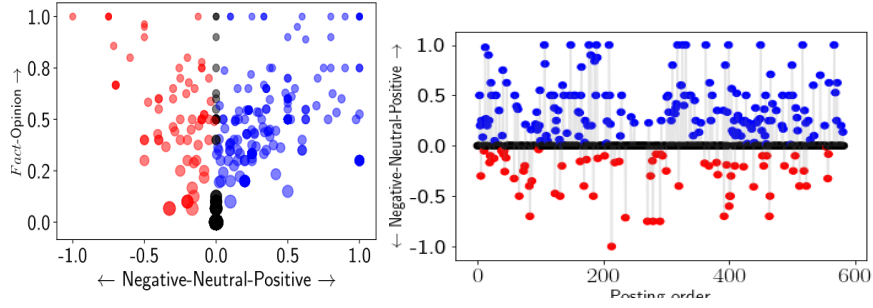 1.0
0.8
0.5
0.2
0.0
Fact-Opinion →
-1.0 -0.5 0.0 0.5 1.0
← Negative-Neutral-Positive →
1.0
0.5
0.0
-0.5
-1.0
← Negative-Neutral-Positive →
0 200 400 600
Posting order